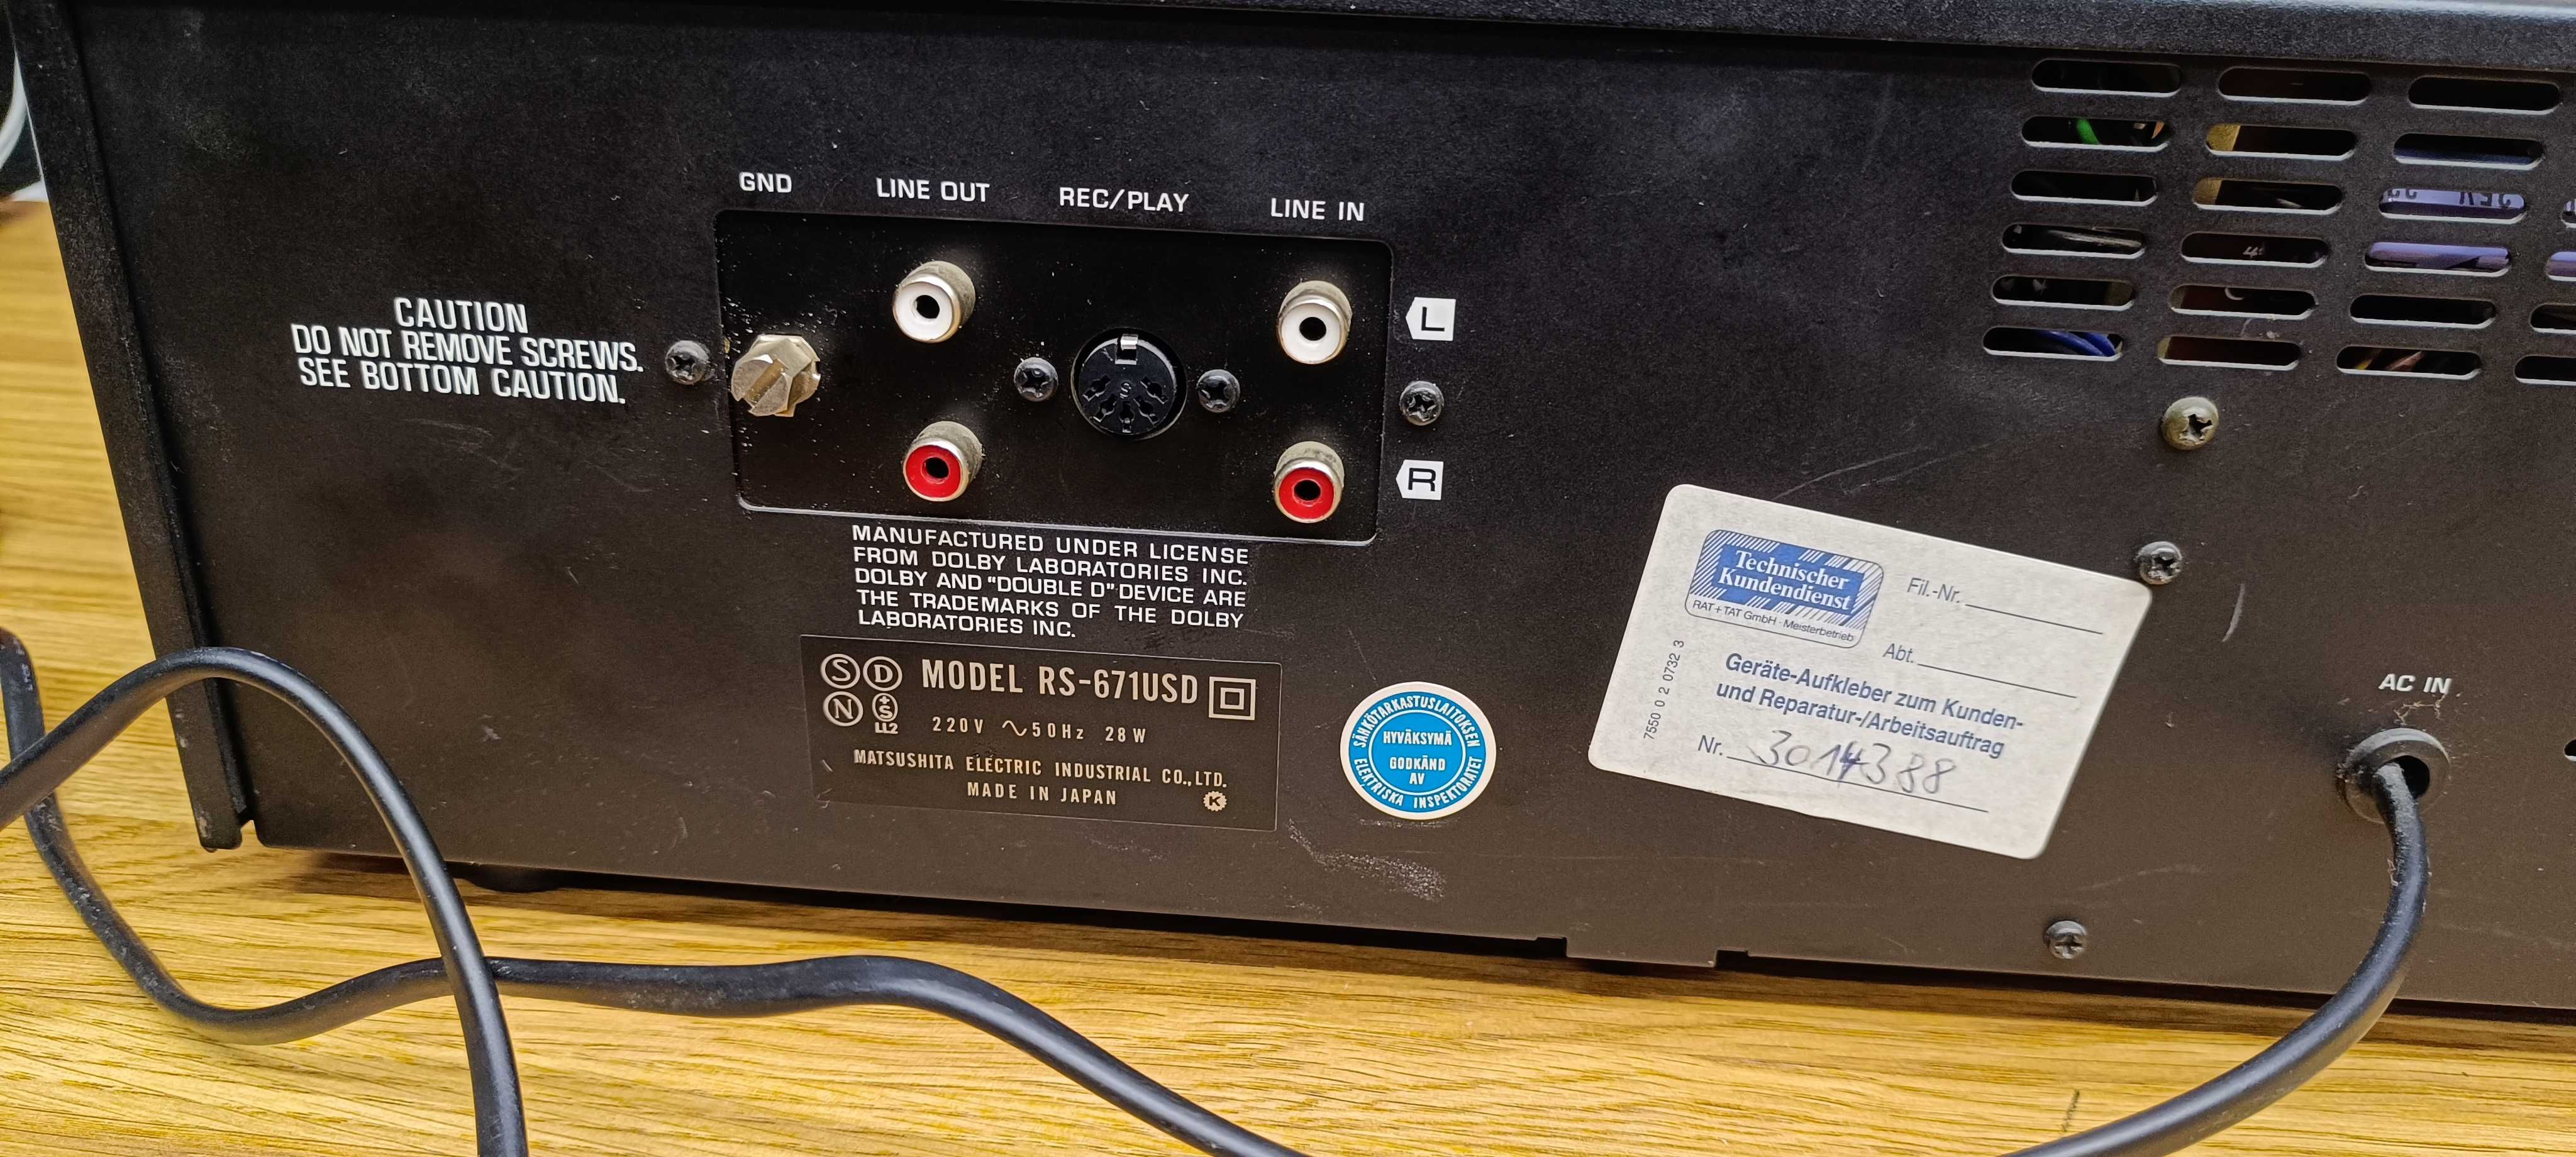 GND
LINE OUT
REC/PLAY
LINE IN
CAUTION
DO NOT REMOVE SCREWS.
SEE BOTTOM CAUTION.
L
R
MANUFACTURED UNDER LICENSE
FROM DOLBY LABORATORIES INC.
DOLBY AND "DOUBLE D" DEVICE ARE
THE TRADEMARKS OF THE DOLBY
LABORATORIES INC.
S D
N S
LL2
MODEL RS-671USD
220V ∿50Hz 28W
MATSUSHITA ELECTRIC INDUSTRIAL CO.,LTD.
MADE IN JAPAN
K
SÄHKÖTARKASTUSLAITOKSEN
HYVÄKSYMÄ
GODKÄND
AV
ELEKTRISKA INSPEKTORATET
Technischer
Kundendienst
RAT+TAT GmbH · Meisterbetrieb
Fil.-Nr.
Abt.
7550 0 2 0732 3
Geräte-Aufkleber zum Kunden-
und Reparatur-/Arbeitsauftrag
Nr. 3014388
AC IN